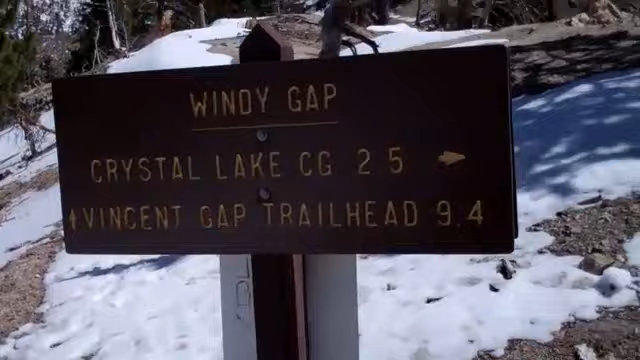 WINDY GAP
CRYSTAL LAKE CG 2 5
VINCENT GAP TRAILHEAD 9.4